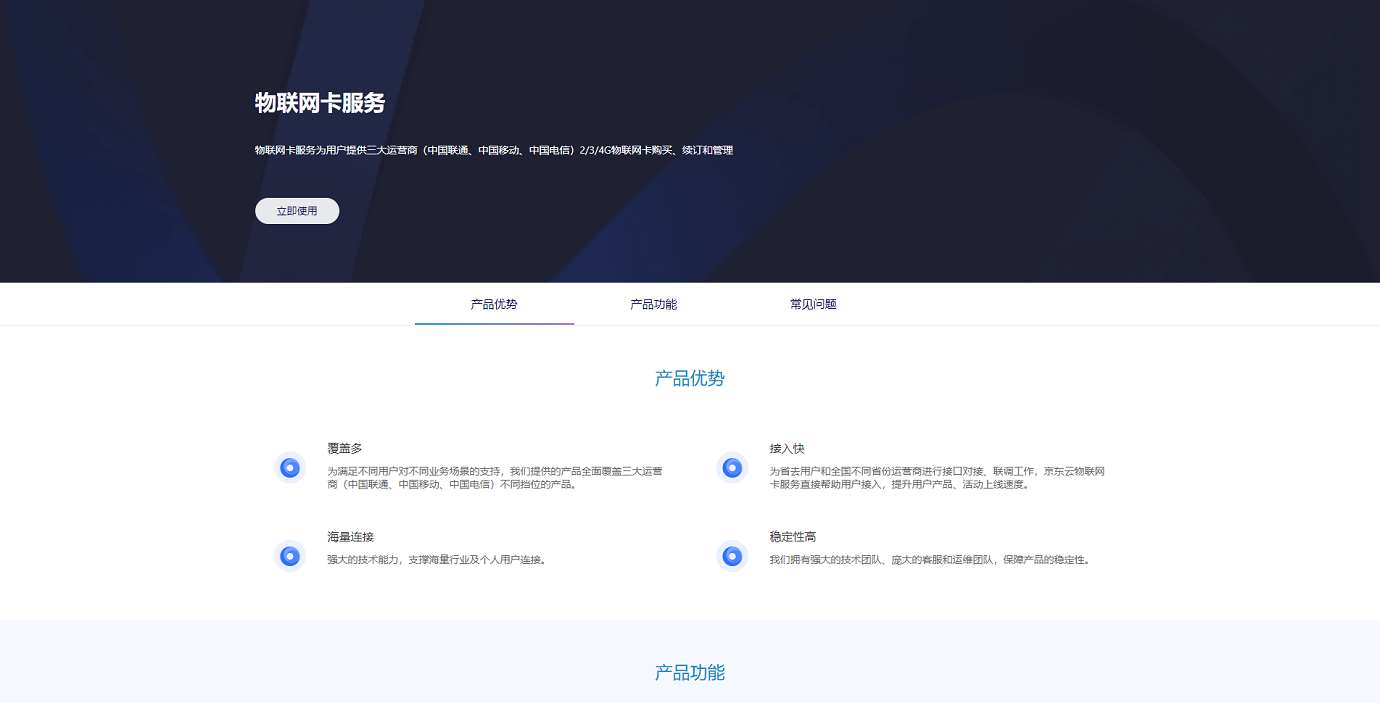 物联网卡服务
物联网卡服务为用户提供三大运营商（中国联通、中国移动、中国电信）2/3/4G物联网卡购买、续订和管理
立即使用
产品优势
产品功能
常见问题
产品优势
覆盖多
为满足不同用户对不同业务场景的支持，我们提供的产品全面覆盖三大运营
商（中国联通、中国移动、中国电信）不同挡位的产品。
接入快
为省去用户和全国不同省份运营商进行接口对接、联调工作，京东云物联网
卡服务直接帮助用户接入，提升用户产品、活动上线速度。
海量连接
强大的技术能力，支撑海量行业及个人用户连接。
稳定性高
我们拥有强大的技术团队、庞大的客服和运维团队，保障产品的稳定性。
产品功能